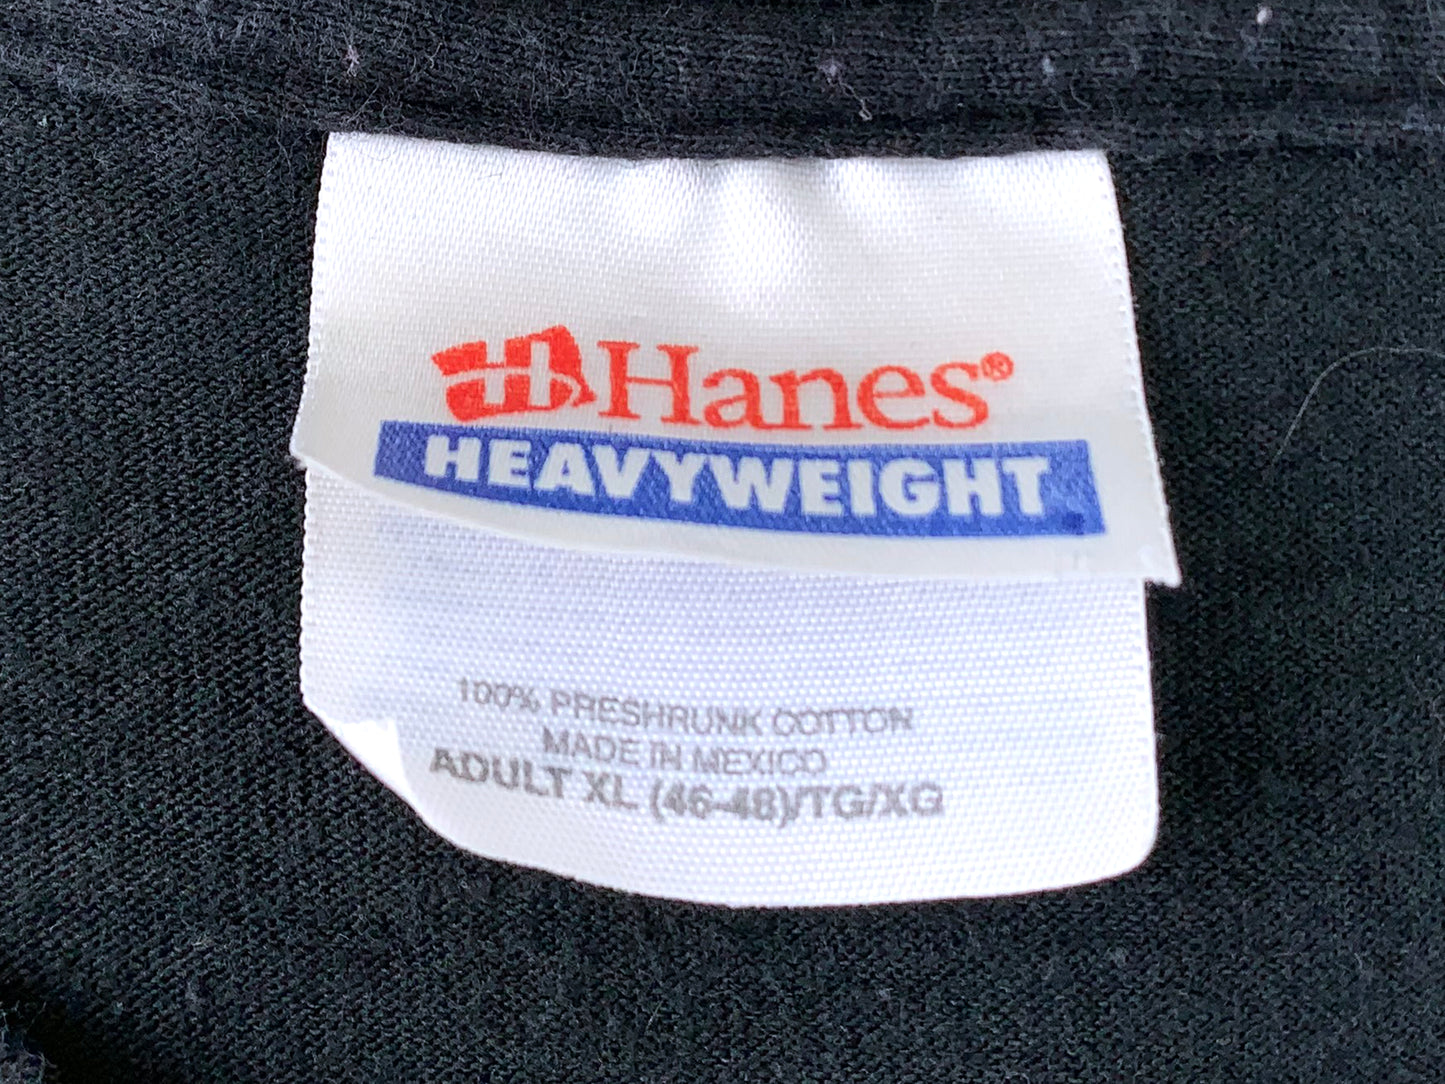 H Hanes®
HEAVYWEIGHT
100% PRESHRUNK COTTON
MADE IN MEXICO
ADULT XL (46-48)/TG/XG